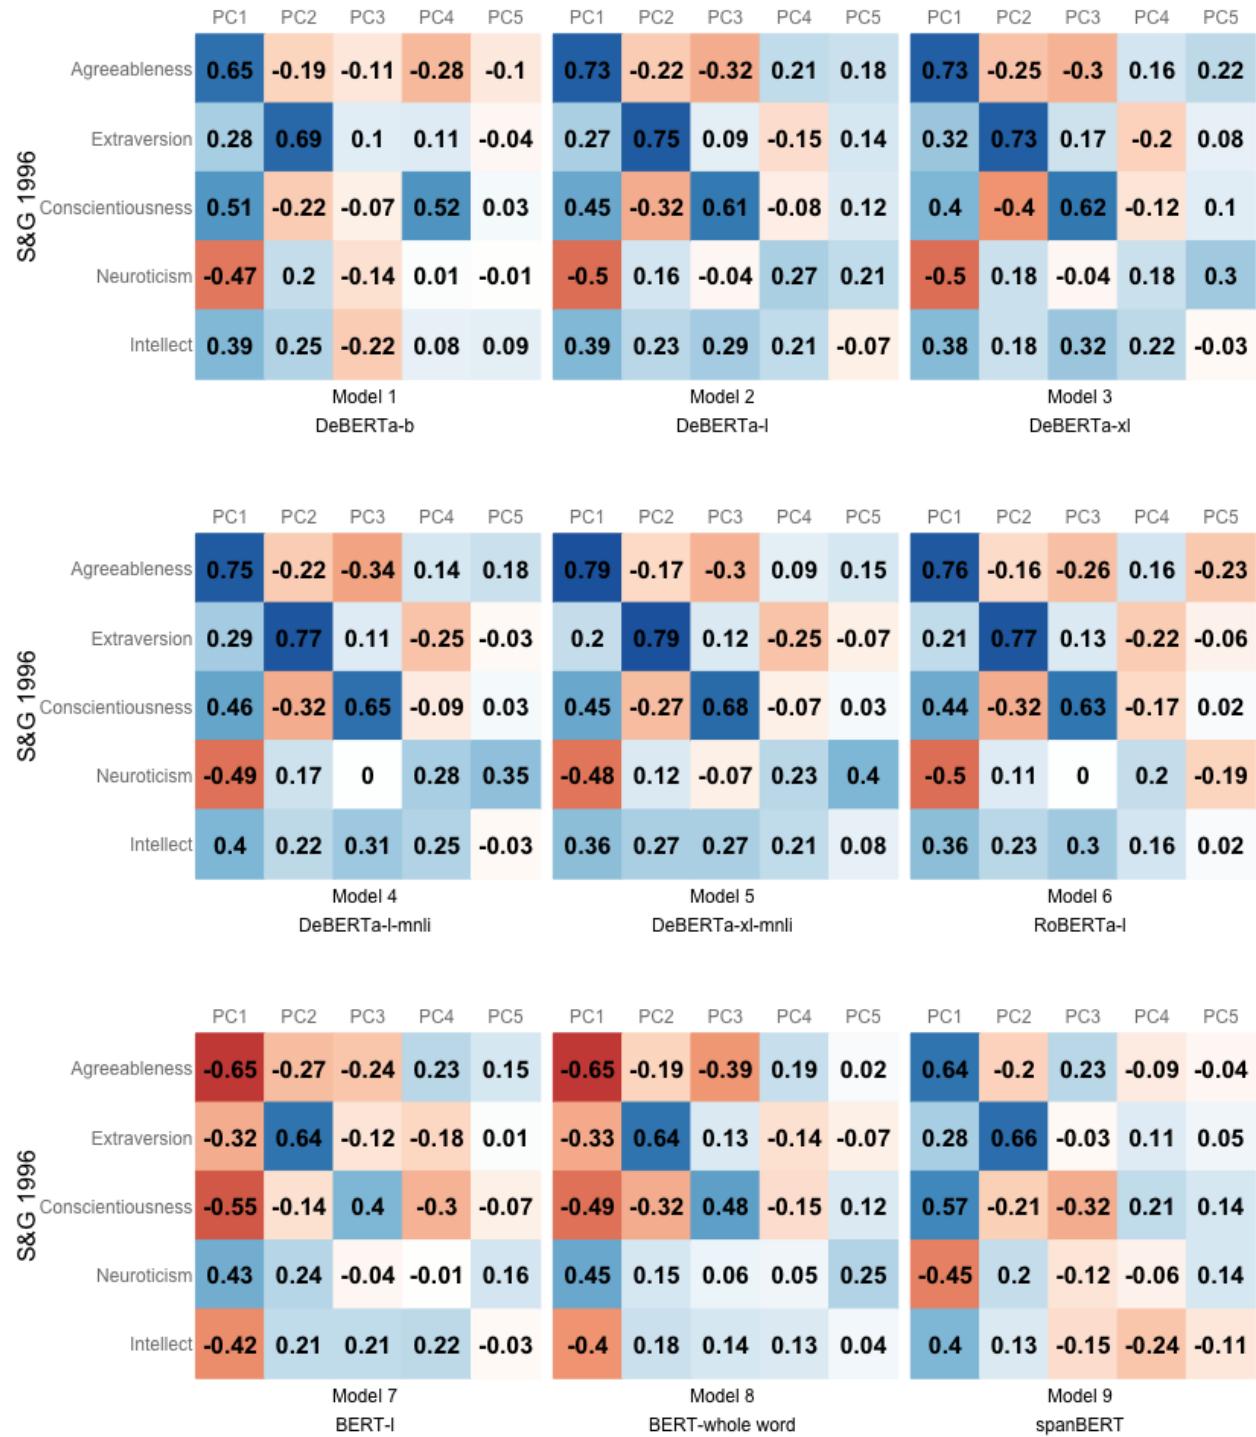 PC1 PC2 PC3 PC4 PC5 PC1 PC2 PC3 PC4 PC5 PC1 PC2 PC3 PC4 PC5
Agreeableness 0.65 -0.19 -0.11 -0.28 -0.1 0.73 -0.22 -0.32 0.21 0.18 0.73 -0.25 -0.3 0.16 0.22
Extraversion 0.28 0.69 0.1 0.11 -0.04 0.27 0.75 0.09 -0.15 0.14 0.32 0.73 0.17 -0.2 0.08
S&G 1996
Conscientiousness 0.51 -0.22 -0.07 0.52 0.03 0.45 -0.32 0.61 -0.08 0.12 0.4 -0.4 0.62 -0.12 0.1
Neuroticism -0.47 0.2 -0.14 0.01 -0.01 -0.5 0.16 -0.04 0.27 0.21 -0.5 0.18 -0.04 0.18 0.3
Intellect 0.39 0.25 -0.22 0.08 0.09 0.39 0.23 0.29 0.21 -0.07 0.38 0.18 0.32 0.22 -0.03
Model 1 Model 2 Model 3
DeBERTa-b DeBERTa-l DeBERTa-xl
PC1 PC2 PC3 PC4 PC5 PC1 PC2 PC3 PC4 PC5 PC1 PC2 PC3 PC4 PC5
Agreeableness 0.75 -0.22 -0.34 0.14 0.18 0.79 -0.17 -0.3 0.09 0.15 0.76 -0.16 -0.26 0.16 -0.23
Extraversion 0.29 0.77 0.11 -0.25 -0.03 0.2 0.79 0.12 -0.25 -0.07 0.21 0.77 0.13 -0.22 -0.06
S&G 1996
Conscientiousness 0.46 -0.32 0.65 -0.09 0.03 0.45 -0.27 0.68 -0.07 0.03 0.44 -0.32 0.63 -0.17 0.02
Neuroticism -0.49 0.17 0 0.28 0.35 -0.48 0.12 -0.07 0.23 0.4 -0.5 0.11 0 0.2 -0.19
Intellect 0.4 0.22 0.31 0.25 -0.03 0.36 0.27 0.27 0.21 0.08 0.36 0.23 0.3 0.16 0.02
Model 4 Model 5 Model 6
DeBERTa-l-mnli DeBERTa-xl-mnli RoBERTa-l
PC1 PC2 PC3 PC4 PC5 PC1 PC2 PC3 PC4 PC5 PC1 PC2 PC3 PC4 PC5
Agreeableness -0.65 -0.27 -0.24 0.23 0.15 -0.65 -0.19 -0.39 0.19 0.02 0.64 -0.2 0.23 -0.09 -0.04
Extraversion -0.32 0.64 -0.12 -0.18 0.01 -0.33 0.64 0.13 -0.14 -0.07 0.28 0.66 -0.03 0.11 0.05
S&G 1996
Conscientiousness -0.55 -0.14 0.4 -0.3 -0.07 -0.49 -0.32 0.48 -0.15 0.12 0.57 -0.21 -0.32 0.21 0.14
Neuroticism 0.43 0.24 -0.04 -0.01 0.16 0.45 0.15 0.06 0.05 0.25 -0.45 0.2 -0.12 -0.06 0.14
Intellect -0.42 0.21 0.21 0.22 -0.03 -0.4 0.18 0.14 0.13 0.04 0.4 0.13 -0.15 -0.24 -0.11
Model 7 Model 8 Model 9
BERT-l BERT-whole word spanBERT